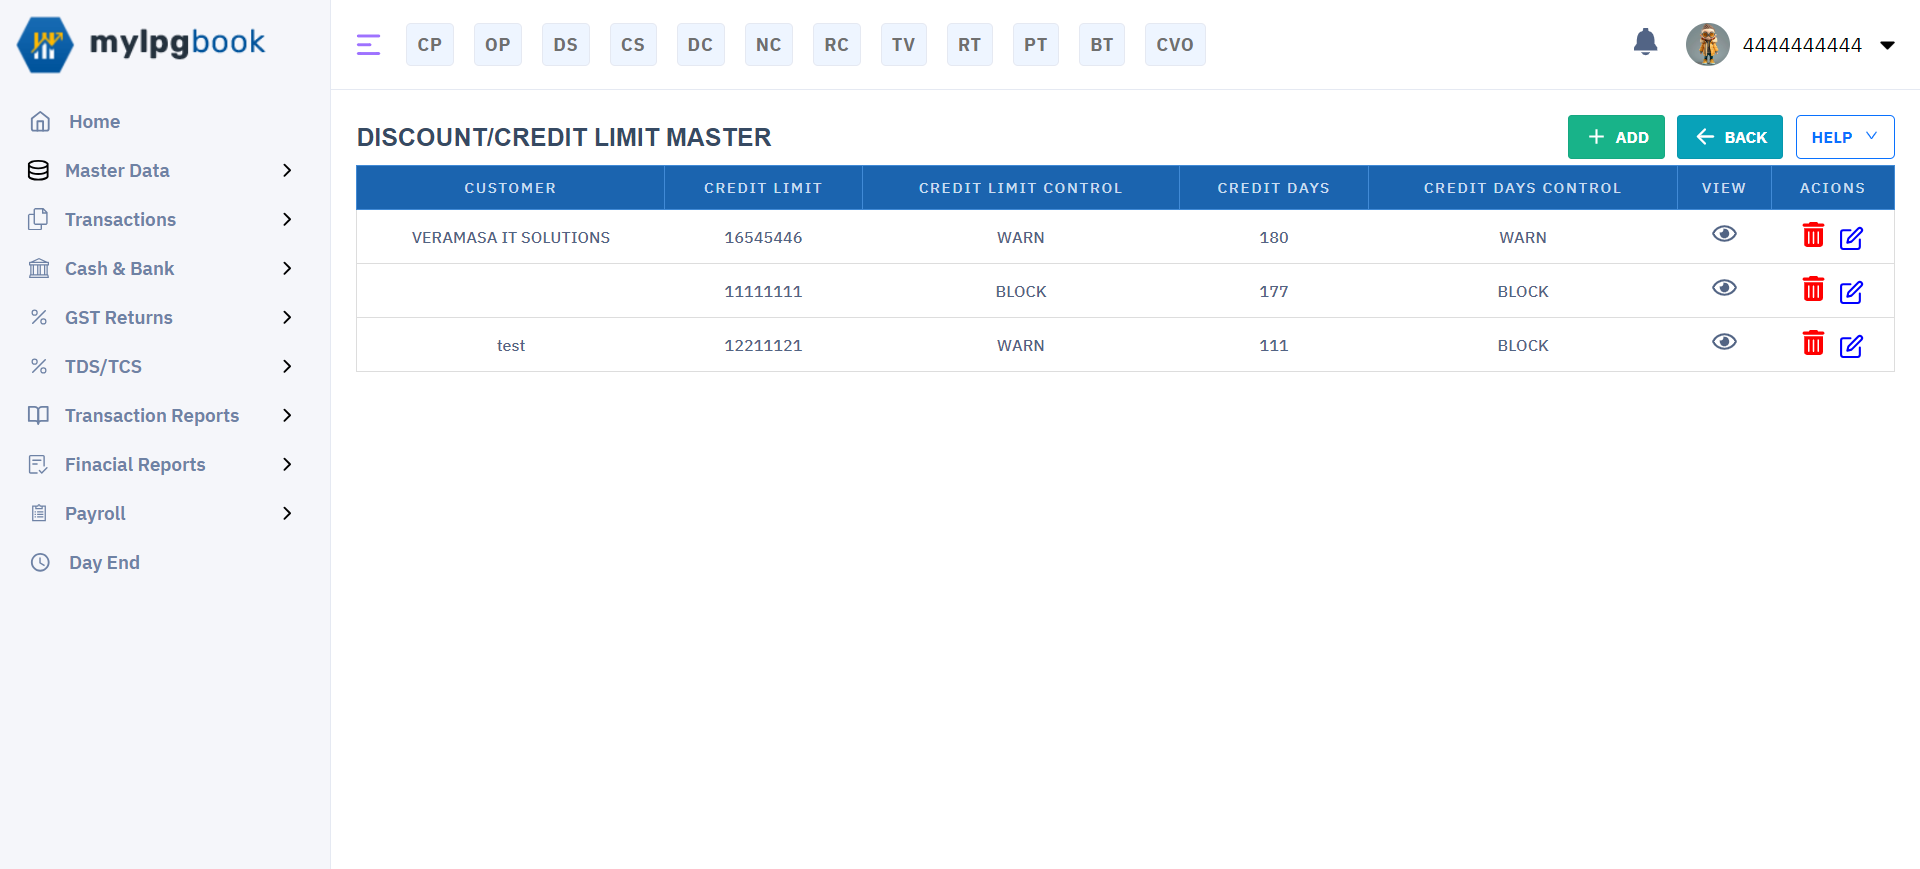 mylpgbook
CP OP DS CS DC NC RC TV RT PT BT CVO
4444444444
Home
Master Data
Transactions
Cash & Bank
GST Returns
TDS/TCS
Transaction Reports
Finacial Reports
Payroll
Day End
DISCOUNT/CREDIT LIMIT MASTER
ADD BACK HELP
CUSTOMER CREDIT LIMIT CREDIT LIMIT CONTROL CREDIT DAYS CREDIT DAYS CONTROL VIEW ACIONS
VERAMASA IT SOLUTIONS 16545446 WARN 180 WARN
11111111 BLOCK 177 BLOCK
test 12211121 WARN 111 BLOCK